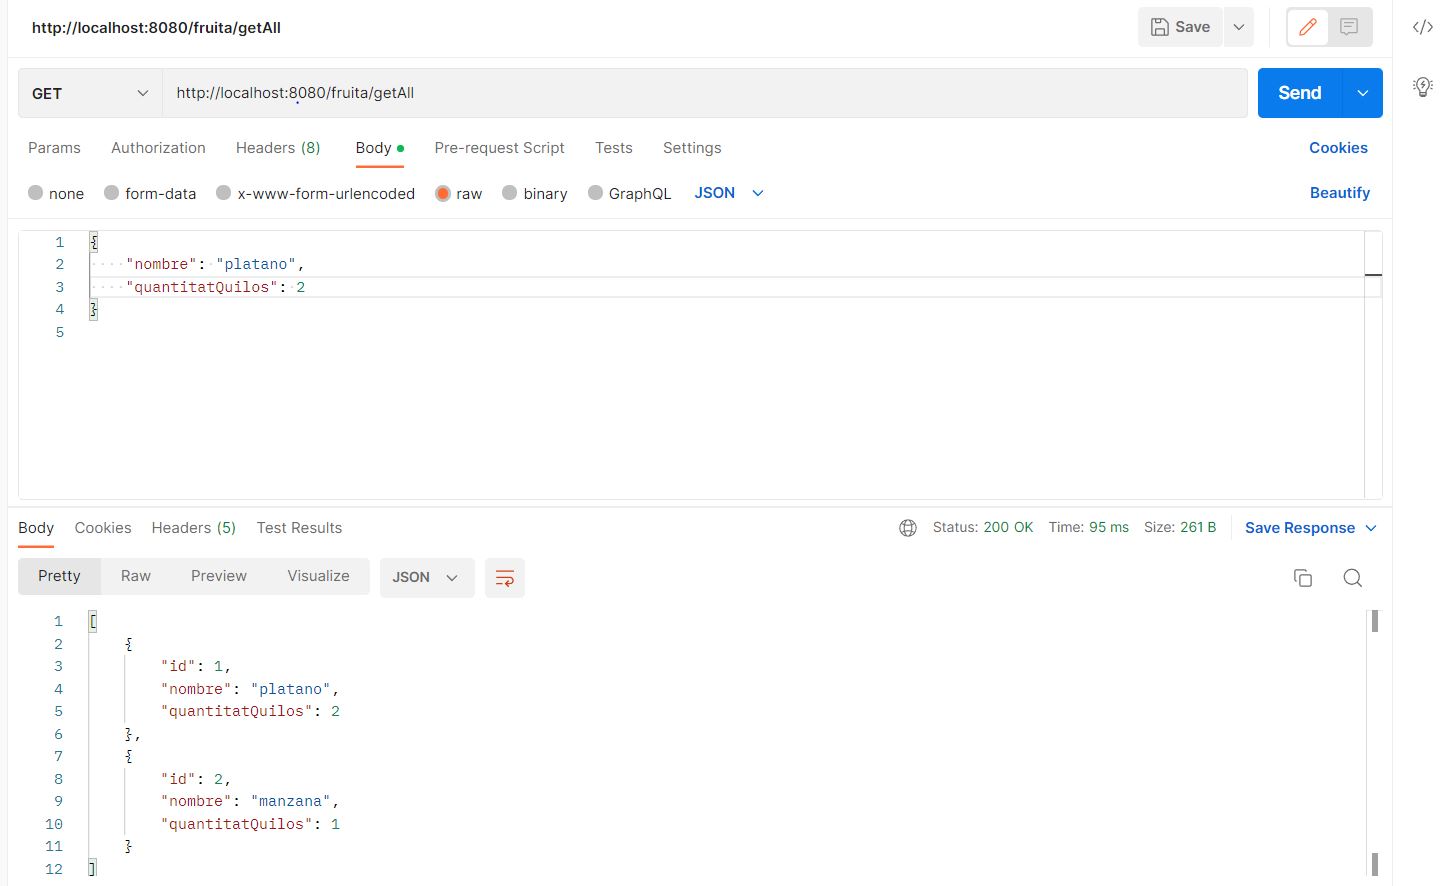 http://localhost:8080/fruita/getAll
Save
GET http://localhost:8080/fruita/getAll Send
Params Authorization Headers (8) Body Pre-request Script Tests Settings Cookies
none form-data x-www-form-urlencoded raw binary GraphQL JSON Beautify
1 {
2 "nombre": "platano",
3 "quantitatQuilos": 2
4 }
5
Body Cookies Headers (5) Test Results Status: 200 OK Time: 95 ms Size: 261 B Save Response
Pretty Raw Preview Visualize JSON
1 [
2 {
3 "id": 1,
4 "nombre": "platano",
5 "quantitatQuilos": 2
6 },
7 {
8 "id": 2,
9 "nombre": "manzana",
10 "quantitatQuilos": 1
11 }
12 ]